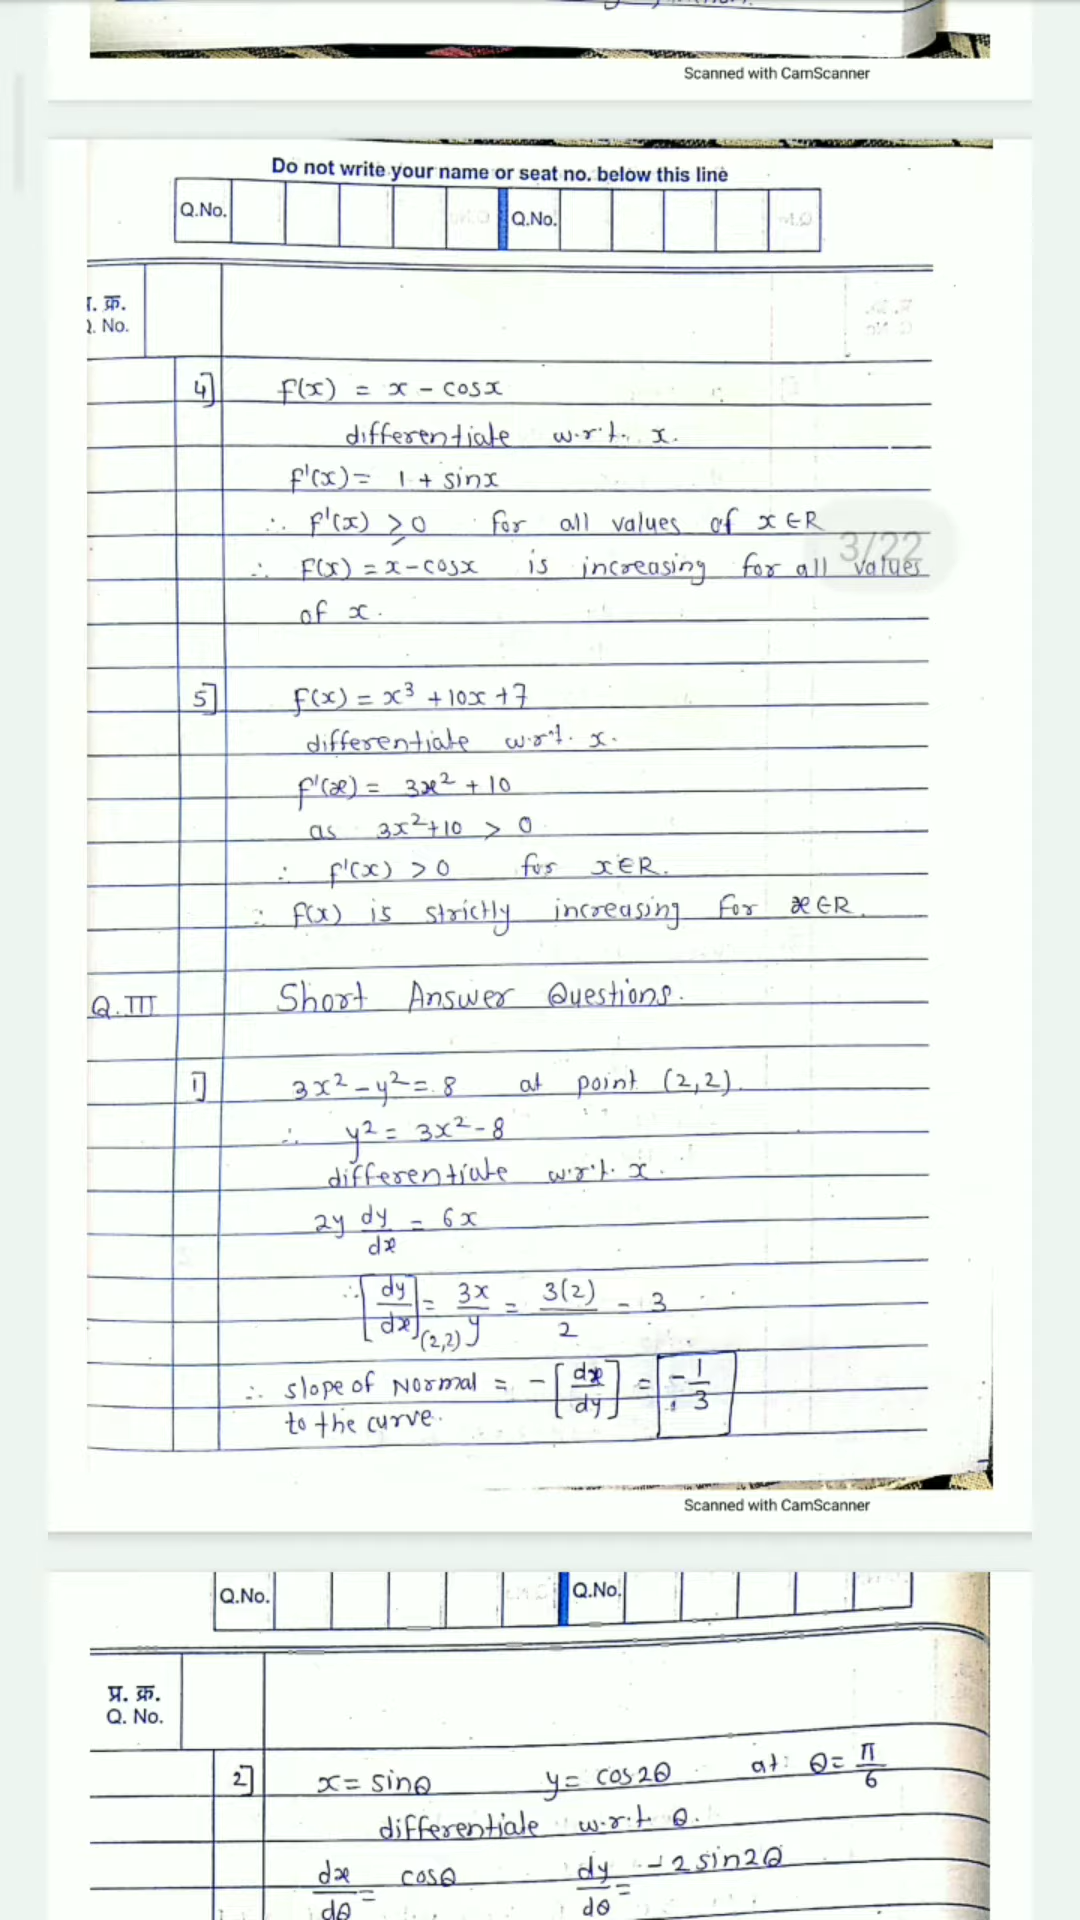 Scanned with CamScanner
Do not write your name or seat no. below this line
Q.No. Q.No.
3/22
. क्र.
. No.
4] f(x) = x - cosx
differentiate w.r.t. x.
f'(x) = 1 + sinx
∴ f'(x) ≥ 0 for all values of x ∈ R
∴ f(x) = x - cosx is increasing for all values
of x.
5] f(x) = x³ + 10x + 7
differentiate w.r.t. x.
f'(x) = 3x² + 10
as 3x² + 10 > 0
∴ f'(x) > 0 for x ∈ R.
∴ f(x) is strictly increasing for x ∈ R.
Q.III Short Answer Questions.
1] 3x² - y² = 8 at point (2,2)
∴ y² = 3x² - 8
differentiate w.r.t. x.
2y dy/dx = 6x
∴ [dy/dx](2,2) = 3x/y = 3(2)/2 = 3
∴ slope of Normal = - [dx/dy] = -1/3
to the curve.
Scanned with CamScanner
Q.No. Q.No.
प्र. क्र.
Q. No.
2] x = sinθ y = cos2θ at θ = π/6
differentiate w.r.t θ.
dx/dθ = cosθ dy/dθ = -2 sin2θ